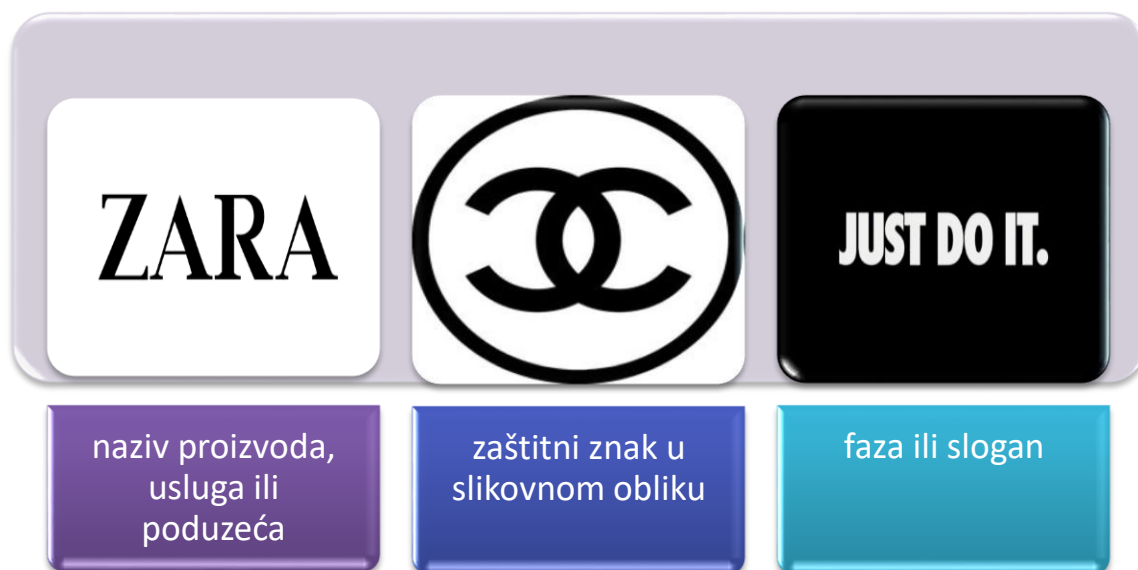 ZARA
JUST DO IT.
naziv proizvoda,
usluga ili
poduzeća
zaštitni znak u
slikovnom obliku
faza ili slogan